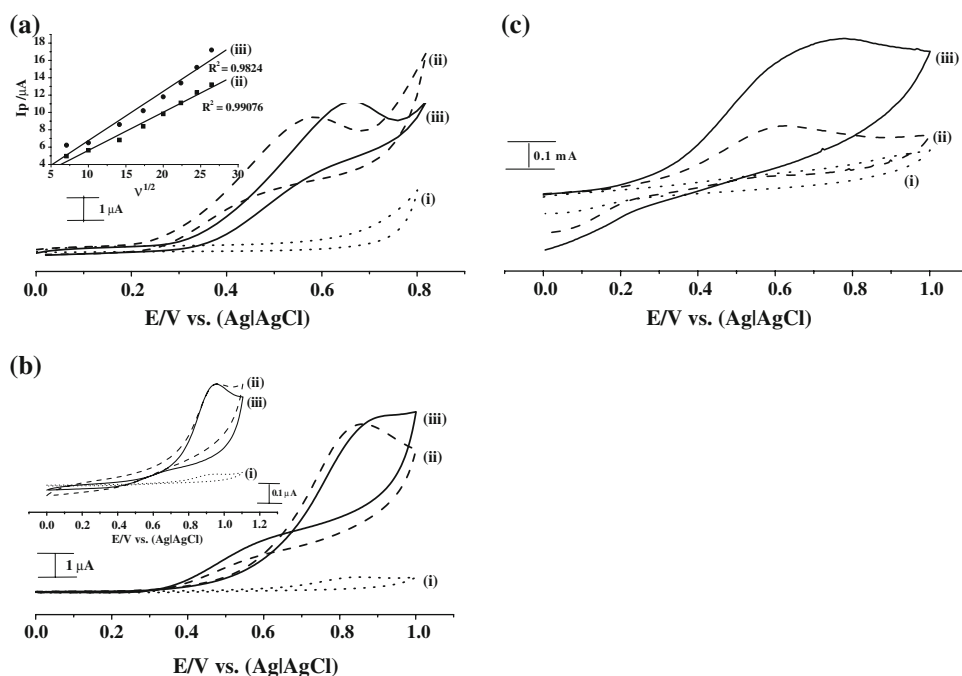 (a)
18
16
14
12
10
8
6
4
Ip /µA
(iii)
R² = 0.9824
(ii)
R² = 0.99076
5 10 15 20 25 30
ν^1/2
1 µA
(ii)
(iii)
(i)
0.0 0.2 0.4 0.6 0.8
E/V vs. (Ag|AgCl)
(c)
(iii)
0.1 mA
(ii)
(i)
0.0 0.2 0.4 0.6 0.8 1.0
E/V vs. (Ag|AgCl)
(b)
(ii)
(iii)
(i)
0.1 µA
0.0 0.2 0.4 0.6 0.8 1.0 1.2
E/V vs. (Ag|AgCl)
(iii)
(ii)
1 µA
(i)
0.0 0.2 0.4 0.6 0.8 1.0
E/V vs. (Ag|AgCl)